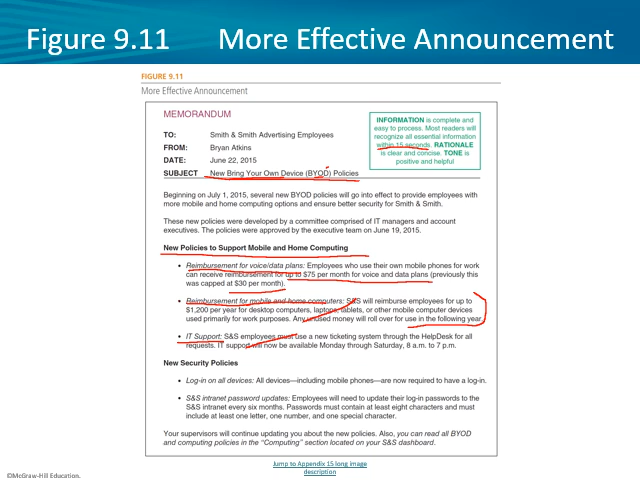 Figure 9.11 More Effective Announcement
FIGURE 9.11
More Effective Announcement
MEMORANDUM
TO: Smith & Smith Advertising Employees
FROM: Bryan Atkins
DATE: June 22, 2015
SUBJECT New Bring Your Own Device (BYOD) Policies
INFORMATION is complete and
easy to process. Most readers will
recognize all essential information
within 15 seconds. RATIONALE
is clear and concise. TONE is
positive and helpful
Beginning on July 1, 2015, several new BYOD policies will go into effect to provide employees with
more mobile and home computing options and ensure better security for Smith & Smith.
These new policies were developed by a committee comprised of IT managers and account
executives. The policies were approved by the executive team on June 19, 2015.
New Policies to Support Mobile and Home Computing
• Reimbursement for voice/data plans: Employees who use their own mobile phones for work
can receive reimbursement for up to $75 per month for voice and data plans (previously this
was capped at $30 per month).
• Reimbursement for mobile and home computers: S&S will reimburse employees for up to
$1,200 per year for desktop computers, laptops, tablets, or other mobile computer devices
used primarily for work purposes. Any unused money will roll over for use in the following year.
• IT Support: S&S employees must use a new ticketing system through the HelpDesk for all
requests. IT support will now be available Monday through Saturday, 8 a.m. to 7 p.m.
New Security Policies
• Log-in on all devices: All devices—including mobile phones—are now required to have a log-in.
• S&S intranet password updates: Employees will need to update their log-in passwords to the
S&S intranet every six months. Passwords must contain at least eight characters and must
include at least one letter, one number, and one special character.
Your supervisors will continue updating you about the new policies. Also, you can read all BYOD
and computing policies in the “Computing” section located on your S&S dashboard.
Jump to Appendix 15 long image
description
©McGraw-Hill Education.